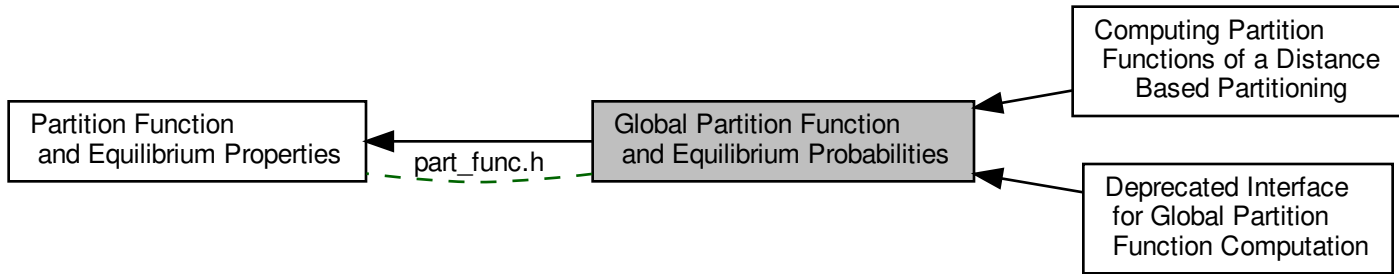 Partition Function
and Equilibrium Properties
part_func.h
Global Partition Function
and Equilibrium Probabilities
Computing Partition
Functions of a Distance
Based Partitioning
Deprecated Interface
for Global Partition
Function Computation